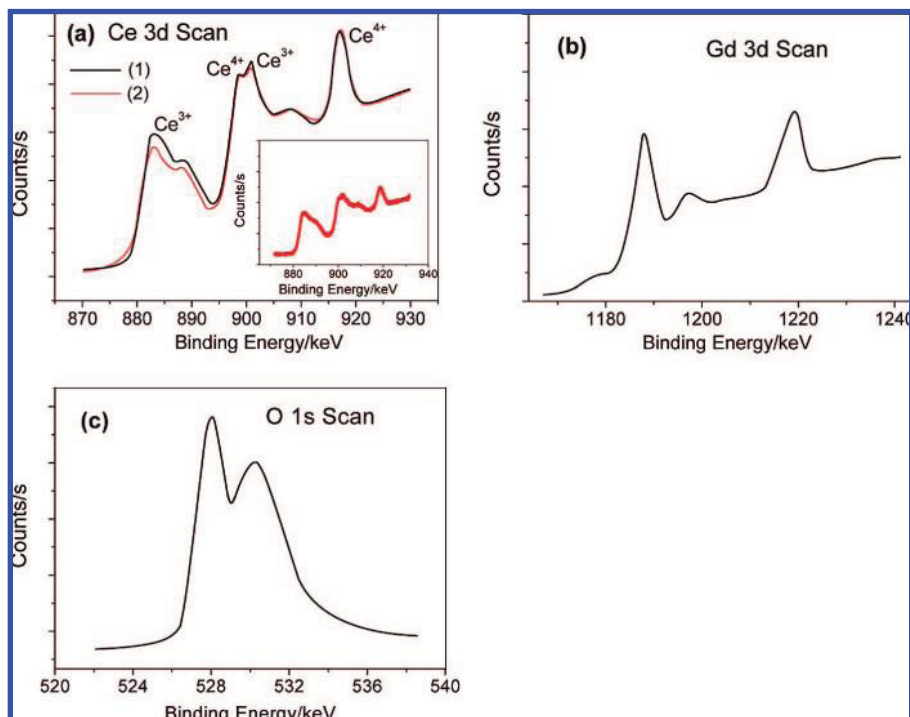 (a) Ce 3d Scan
(1)
(2)
Ce3+
Ce4+
Ce3+
Ce4+
Counts/s
Counts/s
880 900 920 940
Binding Energy/keV
870 880 890 900 910 920 930
Binding Energy/keV
(b)
Gd 3d Scan
Counts/s
1180 1200 1220 1240
Binding Energy/keV
(c)
O 1s Scan
Counts/s
520 524 528 532 536 540
Binding Energy/keV